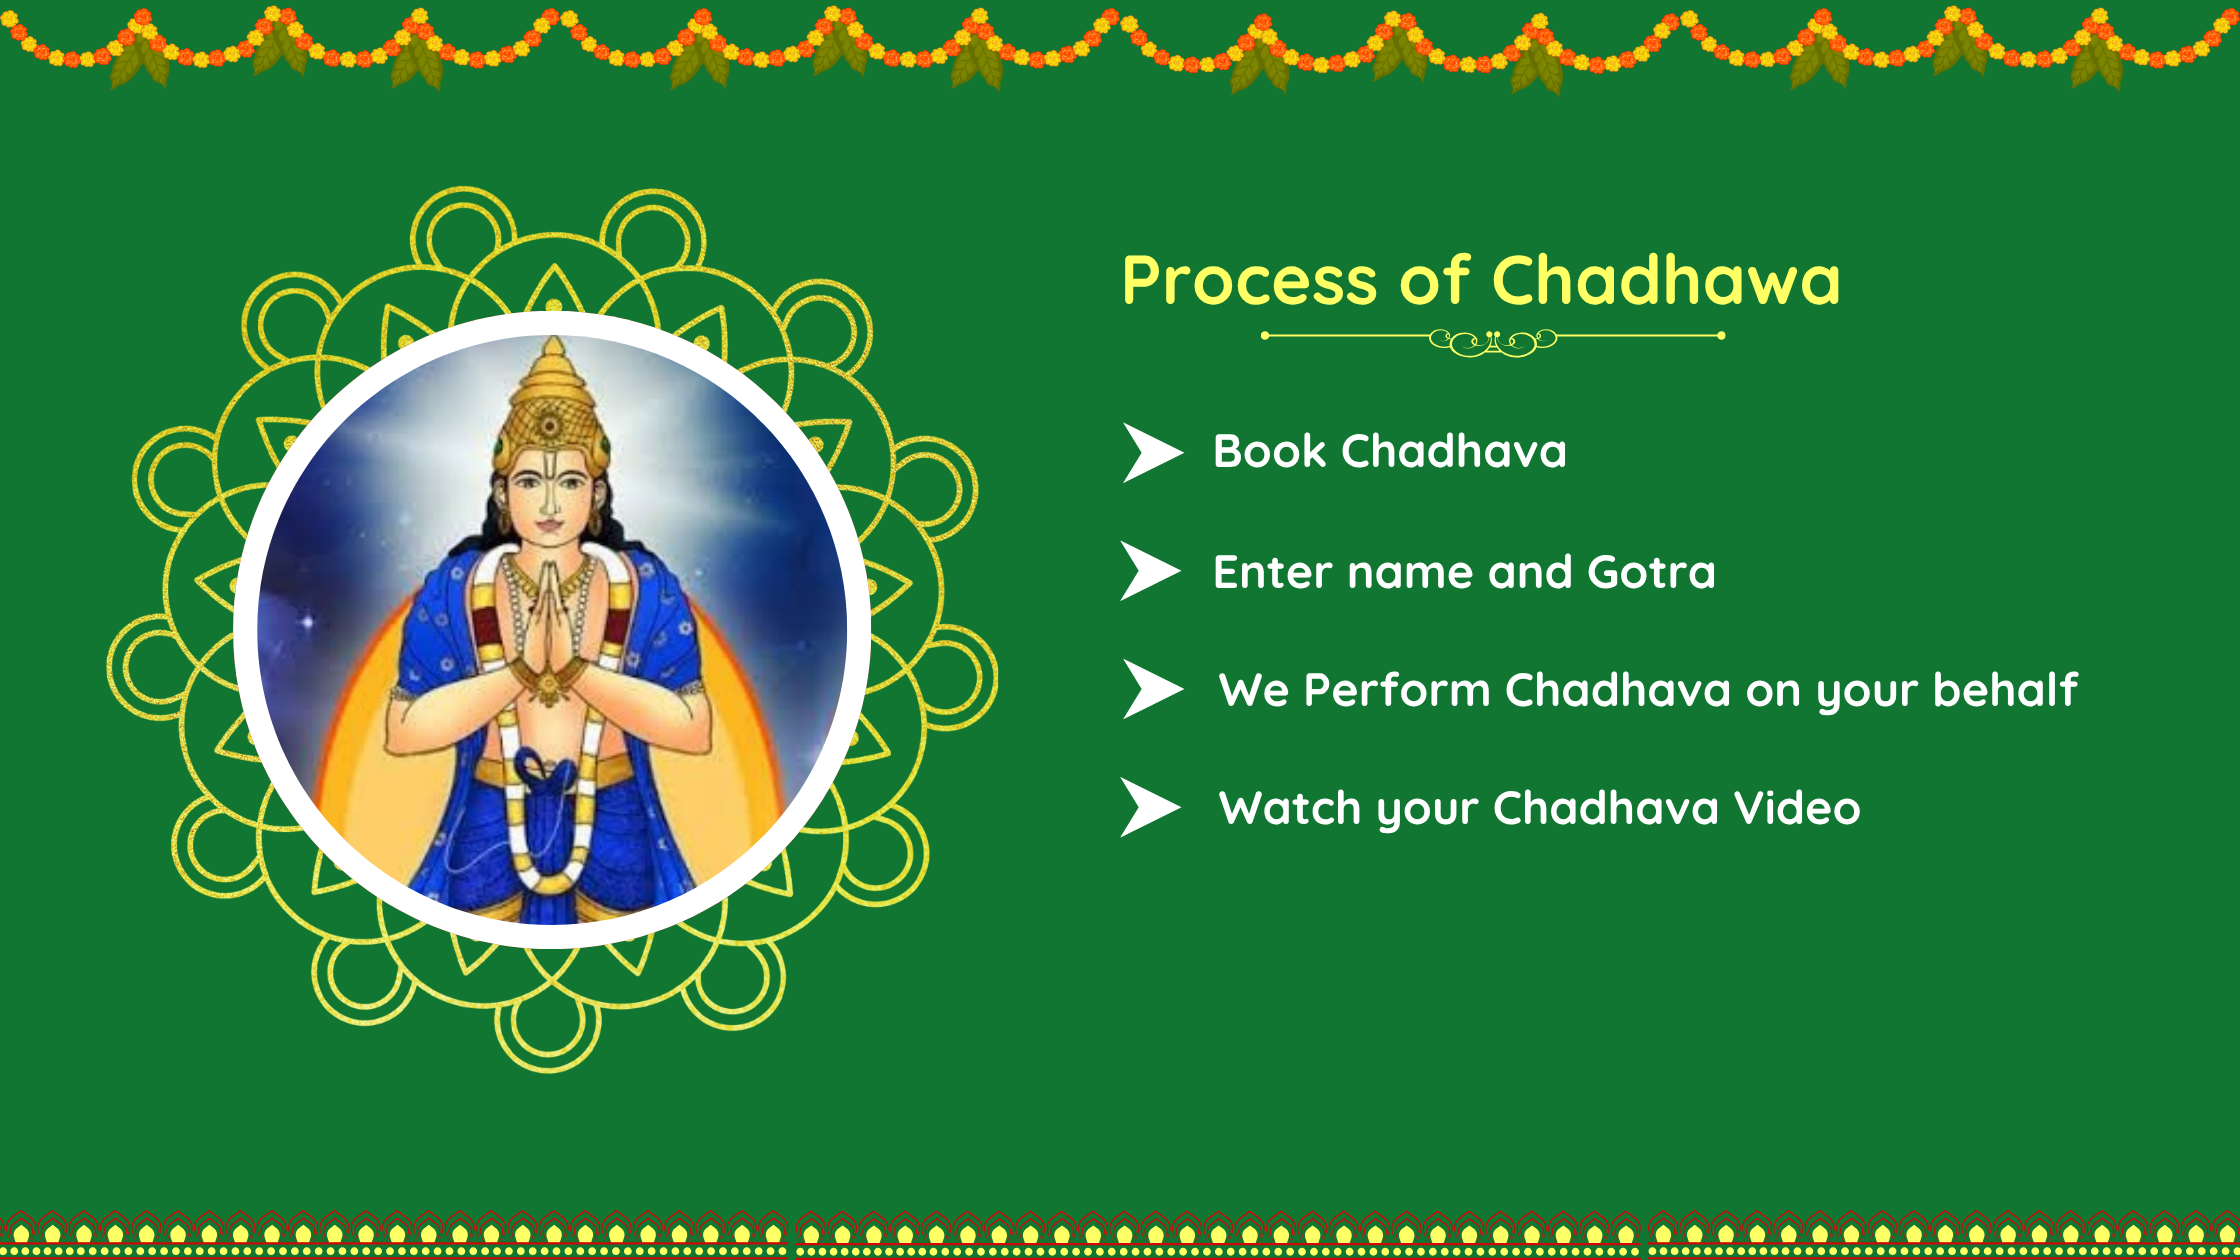 Process of Chadhawa
Book Chadhava
Enter name and Gotra
We Perform Chadhava on your behalf
Watch your Chadhava Video